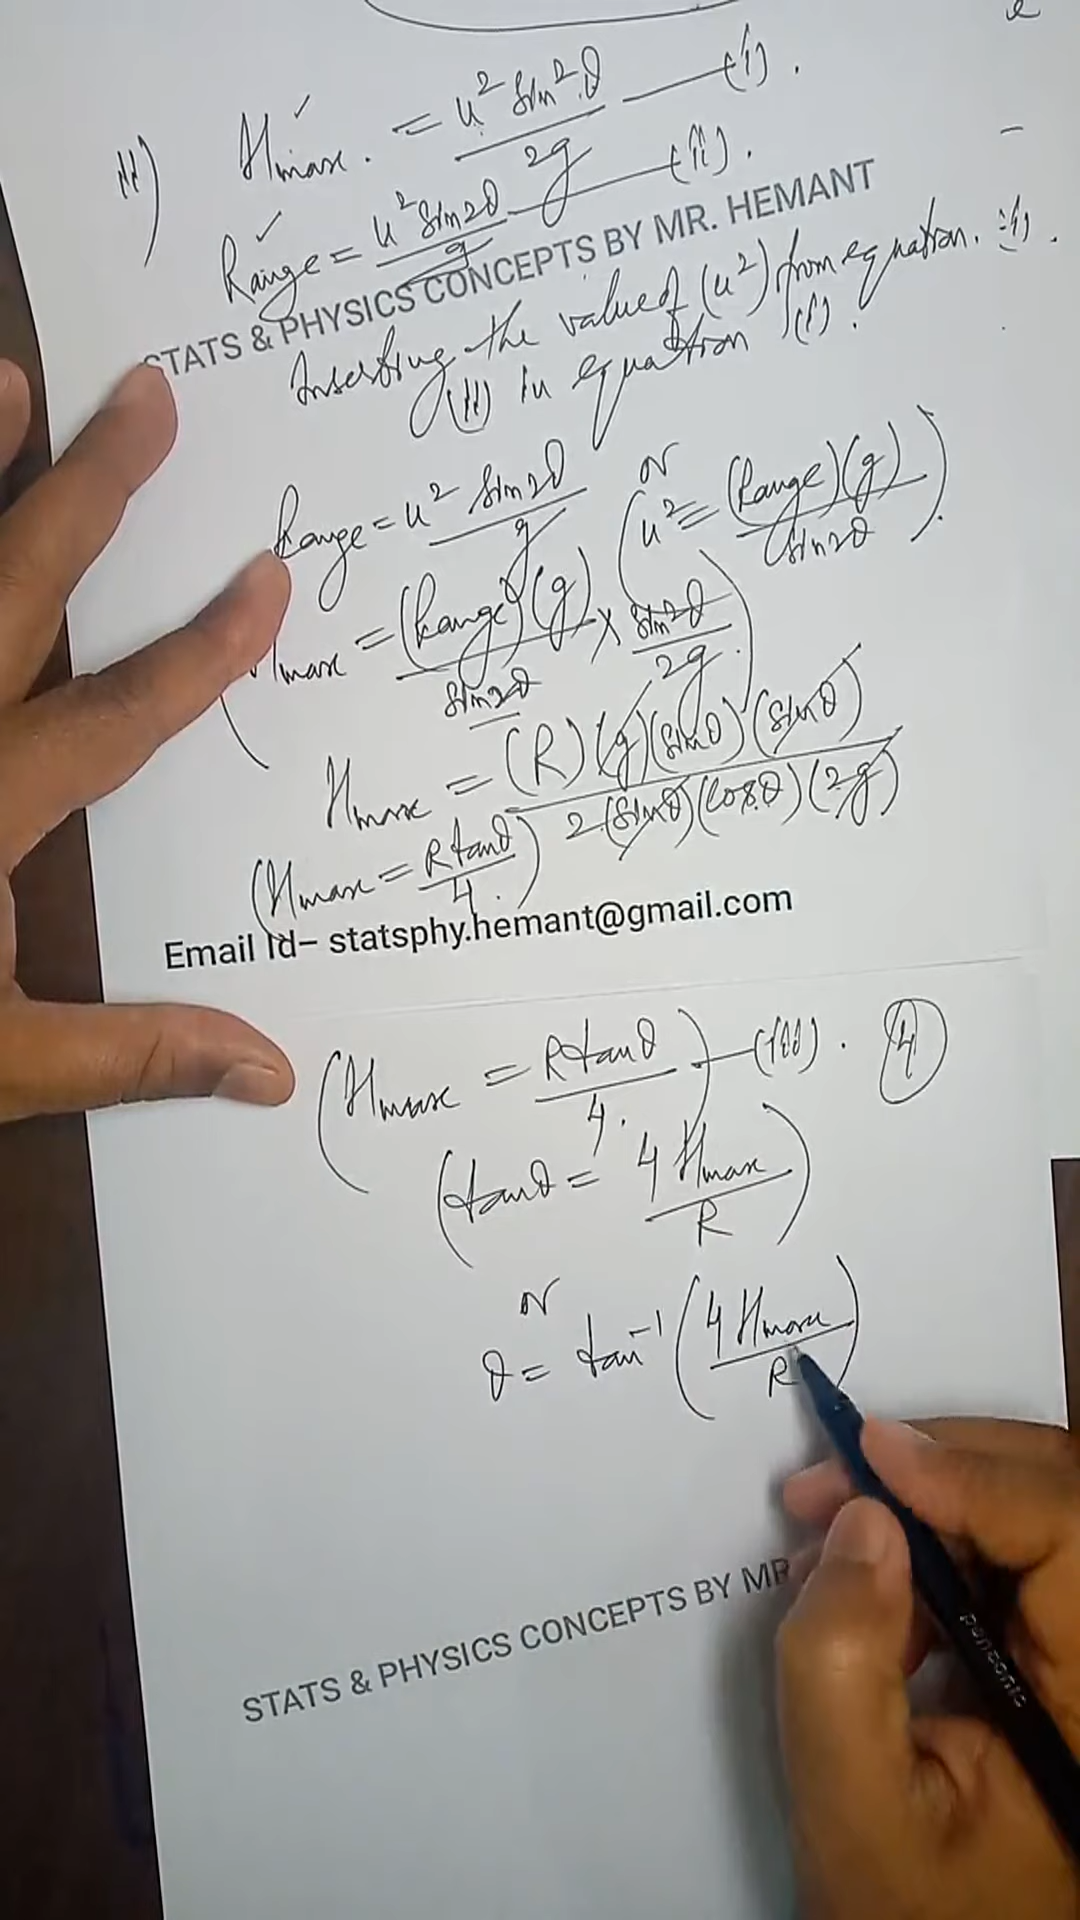 ii) Hmax. = u² Sin²θ / 2g —(i).
Range = u² Sin2θ / g —(ii).
STATS & PHYSICS CONCEPTS BY MR. HEMANT
Inserting the value of (u²) from equation. :-
(ii) in equation (i).
Range = u² Sin2θ / g
or
(u² = (Range)(g) / Sin2θ).
(Hmax = (Range)(g) / Sin2θ × Sin²θ / 2g.)
Hmax = (R)(g)(Sinθ)(Sinθ) / 2(Sinθ)(Cosθ)(2g)
(Hmax = R tanθ / 4.)
Email Id– statsphy.hemant@gmail.com
(Hmax = R tanθ / 4.) —(iii). 4
(tanθ = 4 Hmax / R)
or
θ = tan⁻¹ (4 Hmax / R)
STATS & PHYSICS CONCEPTS BY MR
penzonic